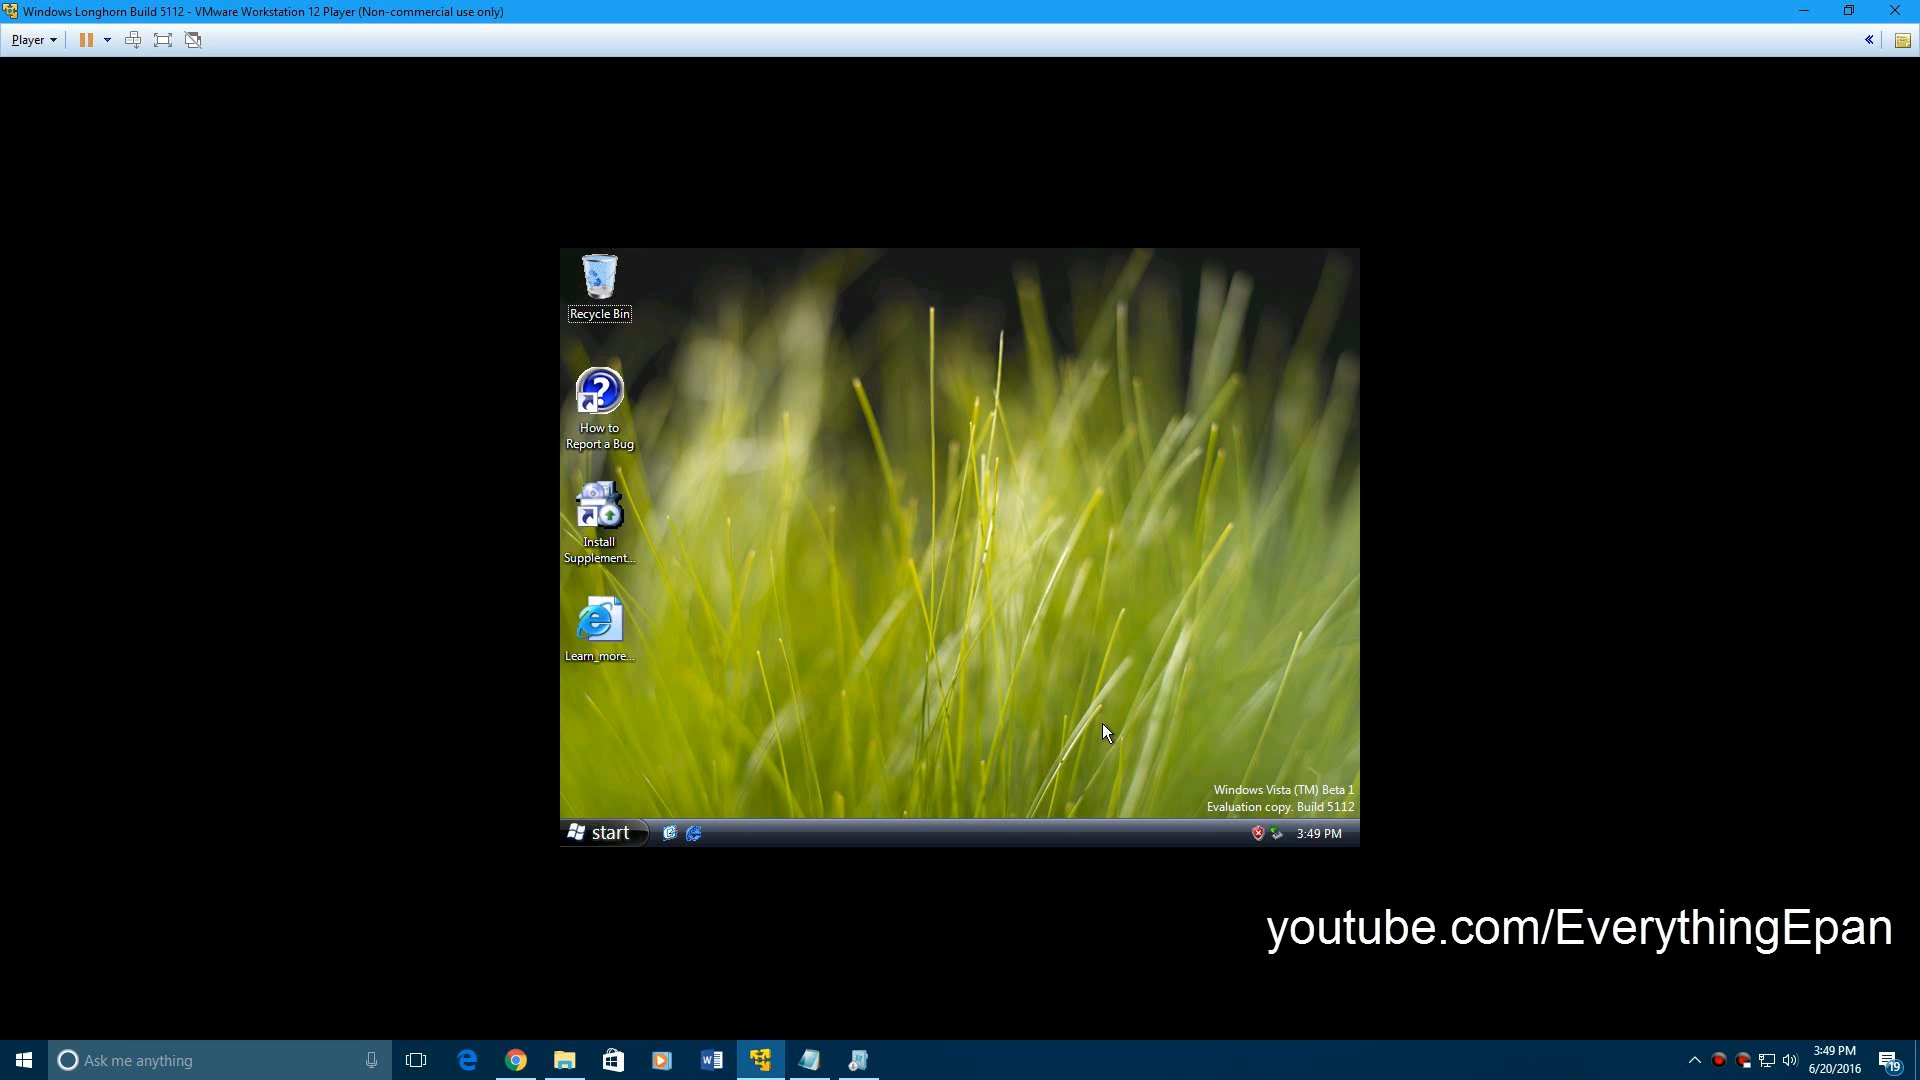 Windows Longhorn Build 5112 - VMware Workstation 12 Player (Non-commercial use only)
Player
Recycle Bin
How to
Report a Bug
Install
Supplement...
Learn_more...
Windows Vista (TM) Beta 1
Evaluation copy. Build 5112
start
3:49 PM
youtube.com/EverythingEpan
Ask me anything
3:49 PM
6/20/2016
19